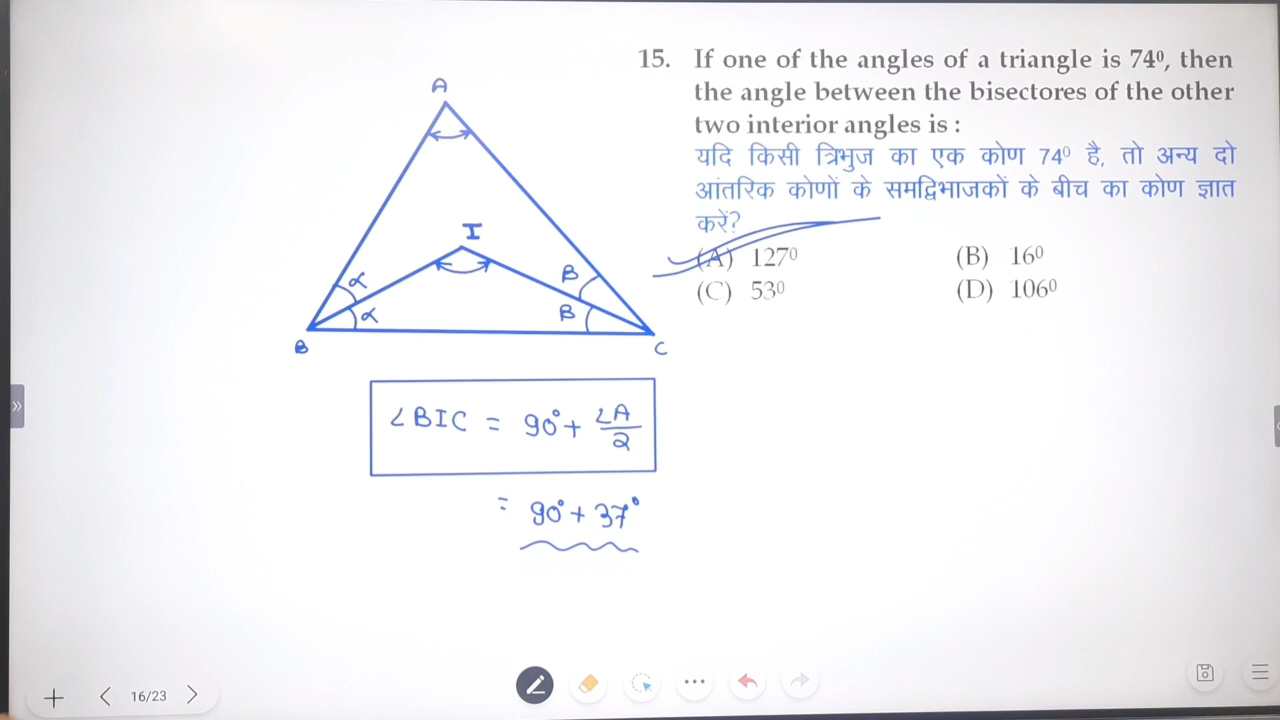 15. If one of the angles of a triangle is 74⁰, then
the angle between the bisectores of the other
two interior angles is :
यदि किसी त्रिभुज का एक कोण 74⁰ है, तो अन्य दो
आंतरिक कोणों के समद्विभाजकों के बीच का कोण ज्ञात
करें?
(A) 127⁰ (B) 16⁰
(C) 53⁰ (D) 106⁰
A
I
α β
α β
B C
∠BIC = 90° + ∠A/2
= 90° + 37°
16/23